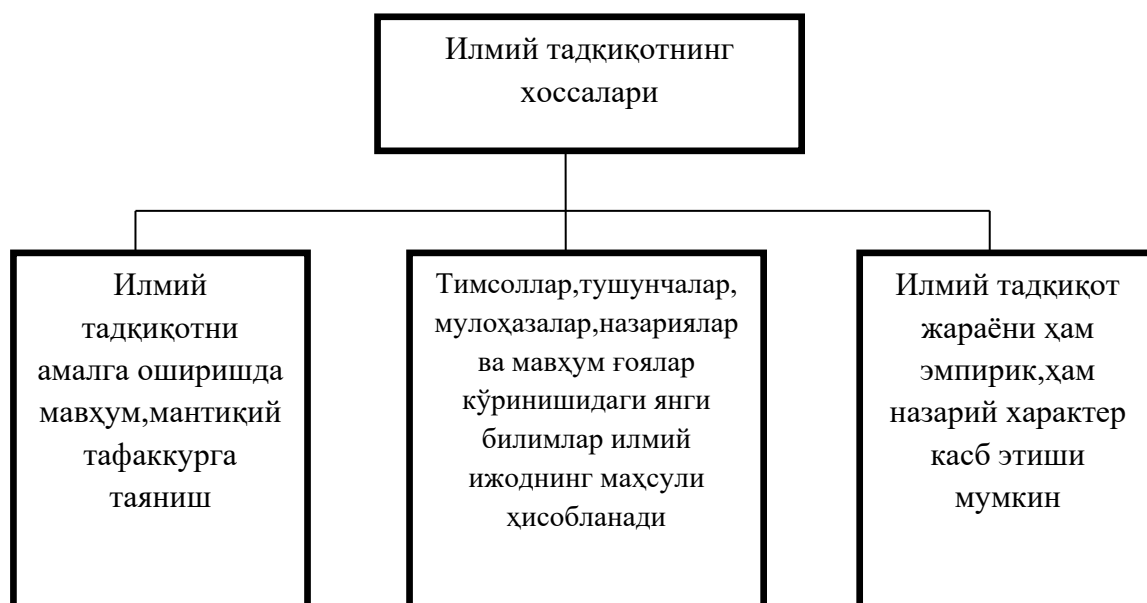 Илмий тадқиқотнинг
хоссалари
Илмий
тадқиқотни
амалга оширишда
мавҳум,мантиқий
тафаккурга
таяниш
Тимсоллар,тушунчалар,
мулоҳазалар,назариялар
ва мавҳум ғоялар
кўринишидаги янги
билимлар илмий
ижоднинг маҳсули
ҳисобланади
Илмий тадқиқот
жараёни ҳам
эмпирик,ҳам
назарий характер
касб этиши
мумкин